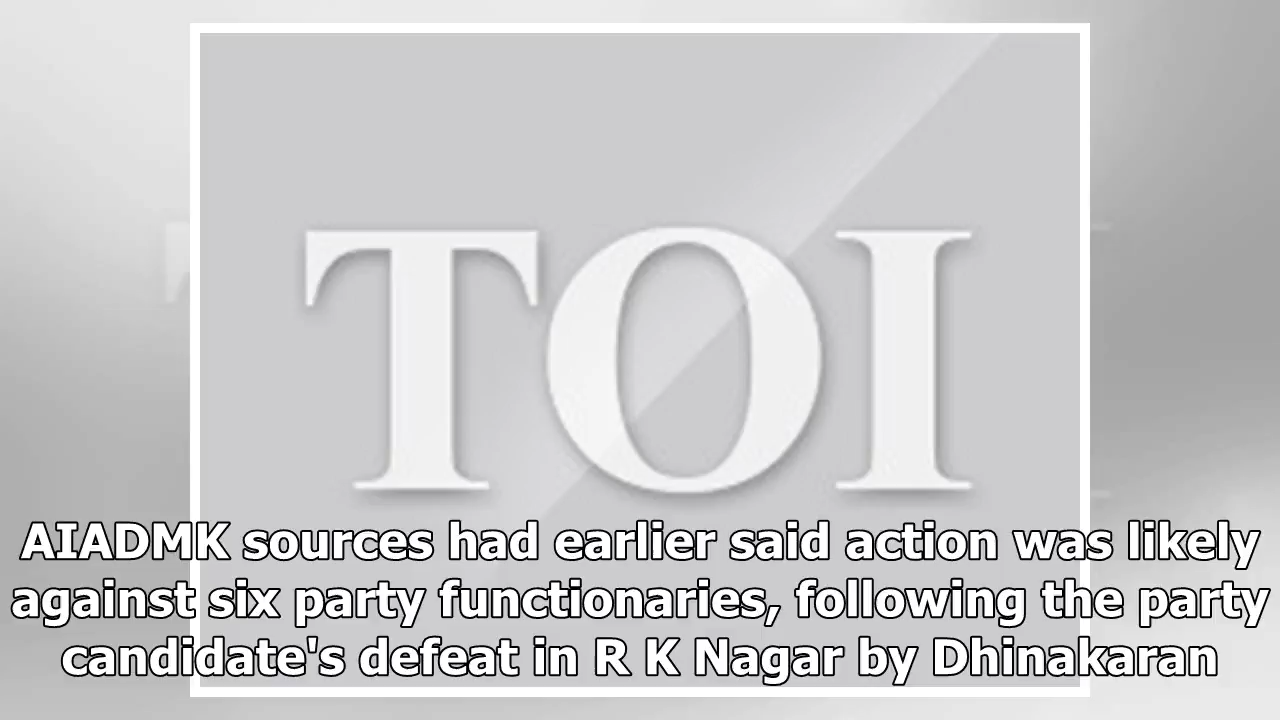 TOI
AIADMK sources had earlier said action was likely
against six party functionaries, following the party
candidate's defeat in R K Nagar by Dhinakaran